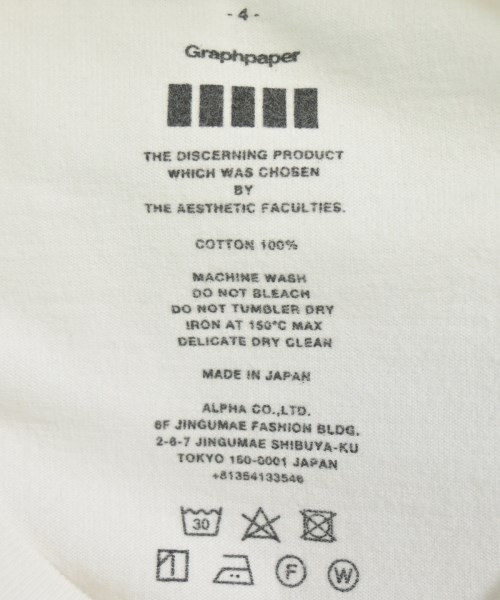 - 4 -
Graphpaper
THE DISCERNING PRODUCT
WHICH WAS CHOSEN
BY
THE AESTHETIC FACULTIES.
COTTON 100%
MACHINE WASH
DO NOT BLEACH
DO NOT TUMBLER DRY
IRON AT 150°C MAX
DELICATE DRY CLEAN
MADE IN JAPAN
ALPHA CO.,LTD.
6F JINGUMAE FASHION BLDG.
2-6-7 JINGUMAE SHIBUYA-KU
TOKYO 150-0001 JAPAN
+81354133546
30
F W